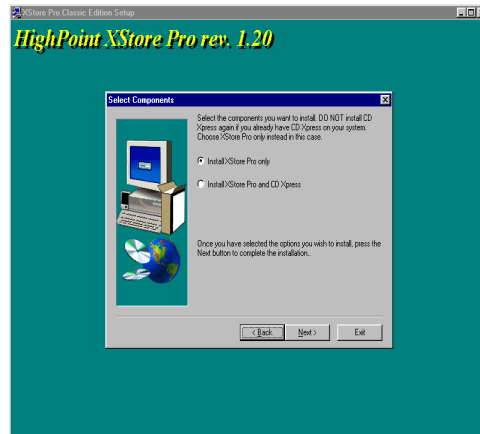 XStore Pro Classic Edition Setup
HighPoint XStore Pro rev. 1.20
Select Components
Select the components you want to install. DO NOT install CD
Xpress again if you already have CD Xpress on your system.
Choose XStore Pro only instead in this case.
Install XStore Pro only
Install XStore Pro and CD Xpress
Once you have selected the options you wish to install, press the
Next button to complete the installation..
< Back
Next >
Exit